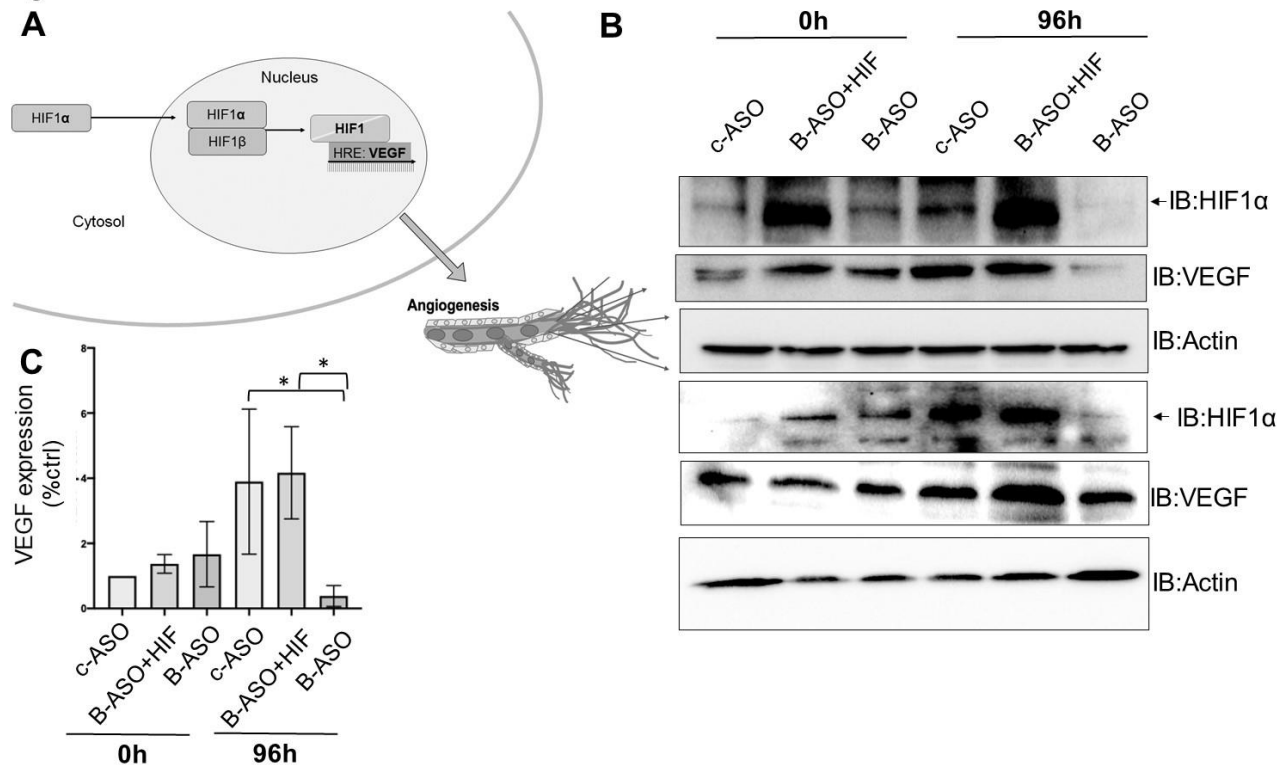 A
Nucleus
HIF1α
HIF1α
HIF1β
HIF1
HRE: VEGF
Cytosol
Angiogenesis
B
0h
96h
c-ASO
B-ASO+HIF
B-ASO
c-ASO
B-ASO+HIF
B-ASO
IB:HIF1α
IB:VEGF
IB:Actin
IB:HIF1α
IB:VEGF
IB:Actin
C
VEGF expression
(%ctrl)
8
6
4
2
0
*
*
c-ASO
B-ASO+HIF
B-ASO
c-ASO
B-ASO+HIF
B-ASO
0h
96h